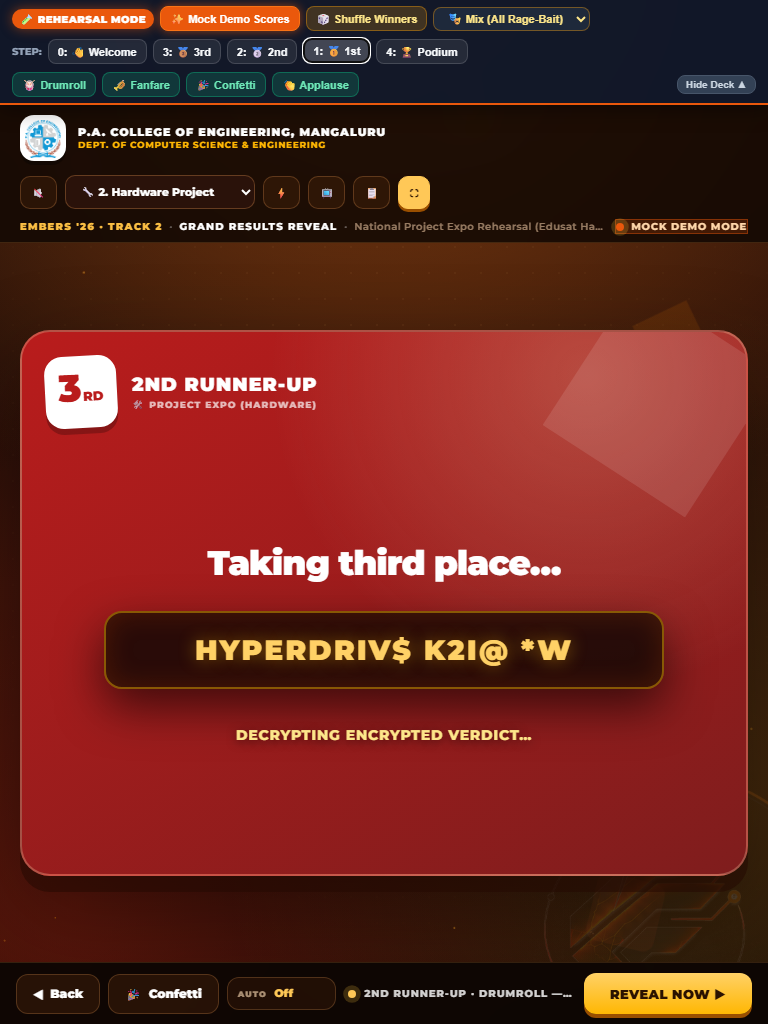 REHEARSAL MODE Mock Demo Scores Shuffle Winners Mix (All Rage-Bait)
STEP: 0: Welcome 3: 3rd 2: 2nd 1: 1st 4: Podium
Drumroll Fanfare Confetti Applause Hide Deck ▲
P.A. COLLEGE OF ENGINEERING, MANGALURU
DEPT. OF COMPUTER SCIENCE & ENGINEERING
2. Hardware Project
EMBERS '26 • TRACK 2 · GRAND RESULTS REVEAL · National Project Expo Rehearsal (Edusat Ha... MOCK DEMO MODE
3RD
2ND RUNNER-UP
PROJECT EXPO (HARDWARE)
Taking third place...
HYPERDRIV$ K2I@ *W
DECRYPTING ENCRYPTED VERDICT...
◀ Back Confetti AUTO Off 2ND RUNNER-UP · DRUMROLL —... REVEAL NOW ▶